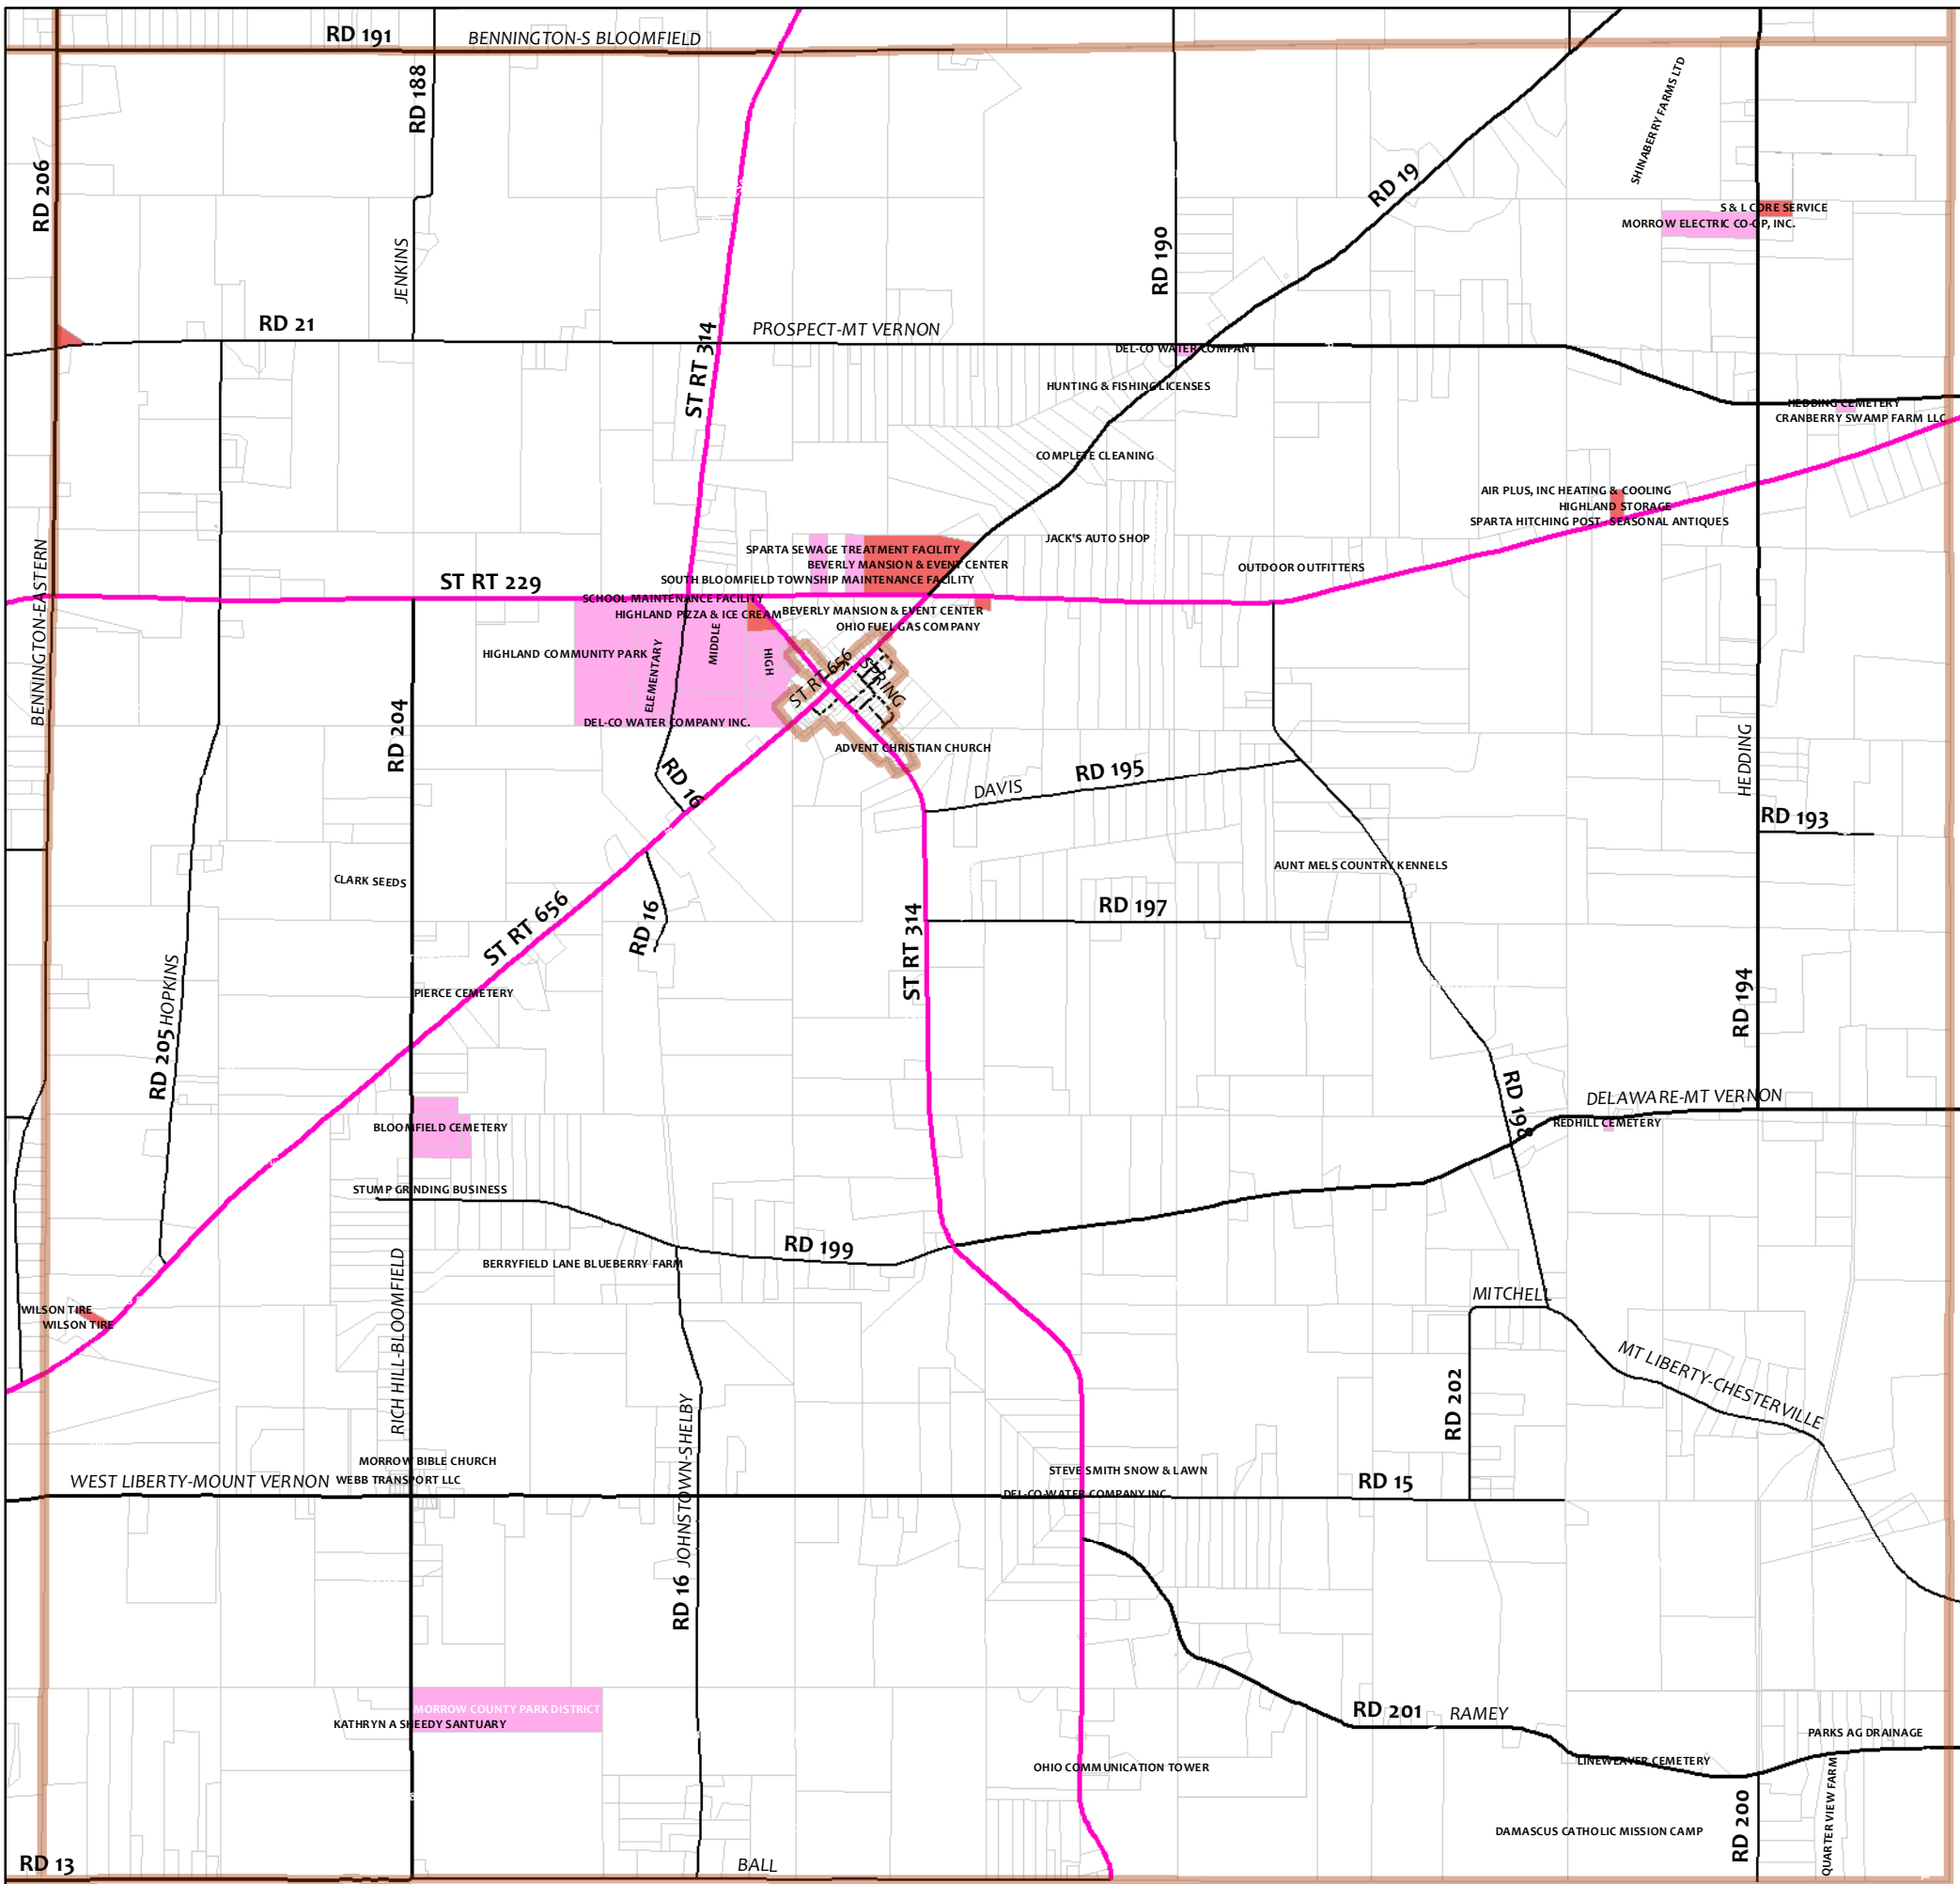 RD 191
BENNINGTON-S BLOOMFIELD
RD 188
RD 206
SHINABERRY FARMS LTD
RD 19
S & L CORE SERVICE
MORROW ELECTRIC CO-OP, INC.
RD 190
JENKINS
RD 21
PROSPECT-MT VERNON
ST RT 314
DEL-CO WATER COMPANY
HUNTING & FISHING LICENSES
HEDDING CEMETERY
CRANBERRY SWAMP FARM LLC
COMPLETE CLEANING
AIR PLUS, INC HEATING & COOLING
HIGHLAND STORAGE
SPARTA HITCHING POST - SEASONAL ANTIQUES
JACK'S AUTO SHOP
SPARTA SEWAGE TREATMENT FACILITY
BEVERLY MANSION & EVENT CENTER
SOUTH BLOOMFIELD TOWNSHIP MAINTENANCE FACILITY
OUTDOOR OUTFITTERS
ST RT 229
SCHOOL MAINTENANCE FACILITY
HIGHLAND PIZZA & ICE CREAM
BEVERLY MANSION & EVENT CENTER
OHIO FUEL GAS COMPANY
BENNINGTON-EASTERN
HIGHLAND COMMUNITY PARK
ELEMENTARY
MIDDLE
HIGH
ST RT 656
SPRING
DEL-CO WATER COMPANY INC.
RD 204
ADVENT CHRISTIAN CHURCH
RD 16
DAVIS
RD 195
HEDDING
RD 193
AUNT MELS COUNTRY KENNELS
CLARK SEEDS
ST RT 656
RD 16
RD 197
ST RT 314
HOPKINS
RD 205
PIERCE CEMETERY
RD 194
RD 198
DELAWARE-MT VERNON
REDHILL CEMETERY
BLOOMFIELD CEMETERY
STUMP GRINDING BUSINESS
RD 199
BERRYFIELD LANE BLUEBERRY FARM
RICH HILL-BLOOMFIELD
WILSON TIRE
WILSON TIRE
MITCHELL
MT LIBERTY-CHESTERVILLE
RD 202
JOHNSTOWN-SHELBY
MORROW BIBLE CHURCH
WEST LIBERTY-MOUNT VERNON
WEBB TRANSPORT LLC
STEVE SMITH SNOW & LAWN
DEL-CO WATER COMPANY INC.
RD 15
RD 16
MORROW COUNTY PARK DISTRICT
KATHRYN A SHEEDY SANTUARY
RD 201
RAMEY
PARKS AG DRAINAGE
LINEWEAVER CEMETERY
OHIO COMMUNICATION TOWER
RD 200
QUARTER VIEW FARM
DAMASCUS CATHOLIC MISSION CAMP
RD 13
BALL